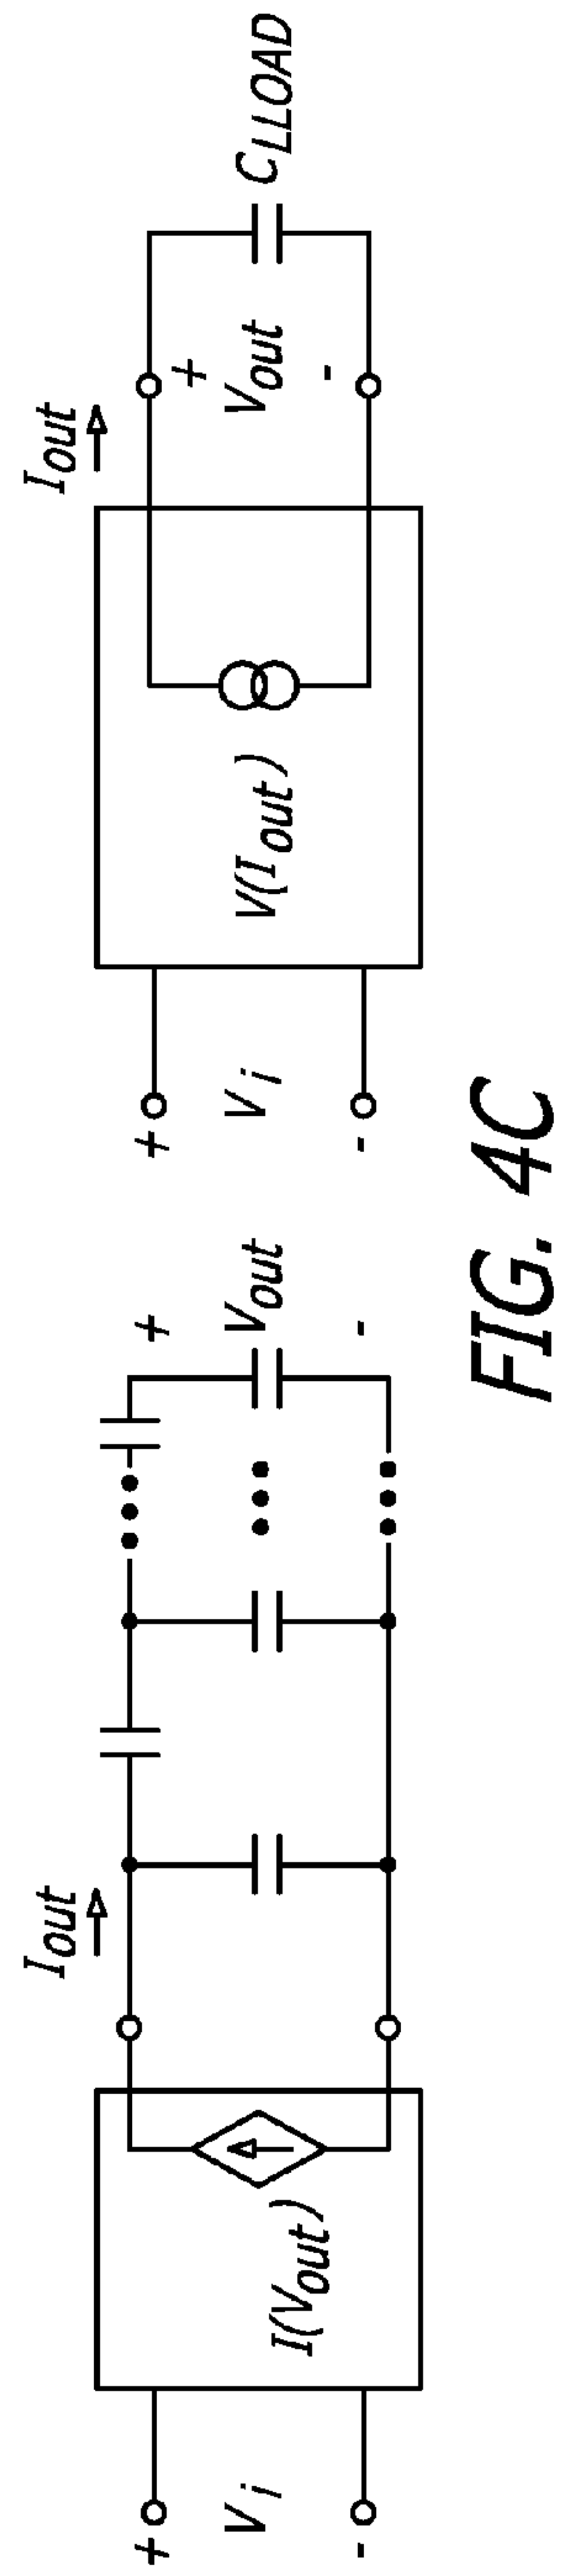 +
V_i
-
I(V_out)
I_out
+
V_out
-
+
V_i
-
V(I_out)
I_out
+
V_out
-
C_LLOAD
FIG. 4C